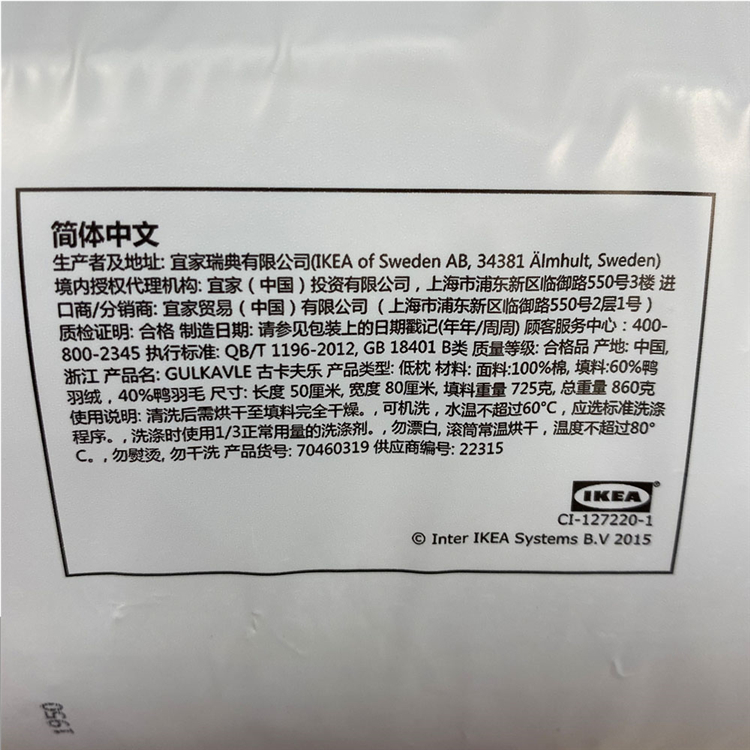 简体中文
生产者及地址: 宜家瑞典有限公司(IKEA of Sweden AB, 34381 Älmhult, Sweden)
境内授权代理机构: 宜家（中国）投资有限公司，上海市浦东新区临御路550号3楼 进
口商/分销商: 宜家贸易（中国）有限公司（上海市浦东新区临御路550号2层1号）
质检证明: 合格 制造日期: 请参见包装上的日期戳记(年年/周周) 顾客服务中心：400-
800-2345 执行标准: QB/T 1196-2012, GB 18401 B类 质量等级: 合格品 产地: 中国,
浙江 产品名: GULKAVLE 古卡夫乐 产品类型: 低枕 材料: 面料:100%棉, 填料:60%鸭
羽绒，40%鸭羽毛 尺寸: 长度 50厘米, 宽度 80厘米, 填料重量 725克, 总重量 860克
使用说明: 清洗后需烘干至填料完全干燥。, 可机洗，水温不超过60°C，应选标准洗涤
程序。, 洗涤时使用1/3正常用量的洗涤剂。, 勿漂白, 滚筒常温烘干，温度不超过80°
C。, 勿熨烫, 勿干洗 产品货号: 70460319 供应商编号: 22315
IKEA®
CI-127220-1
© Inter IKEA Systems B.V 2015